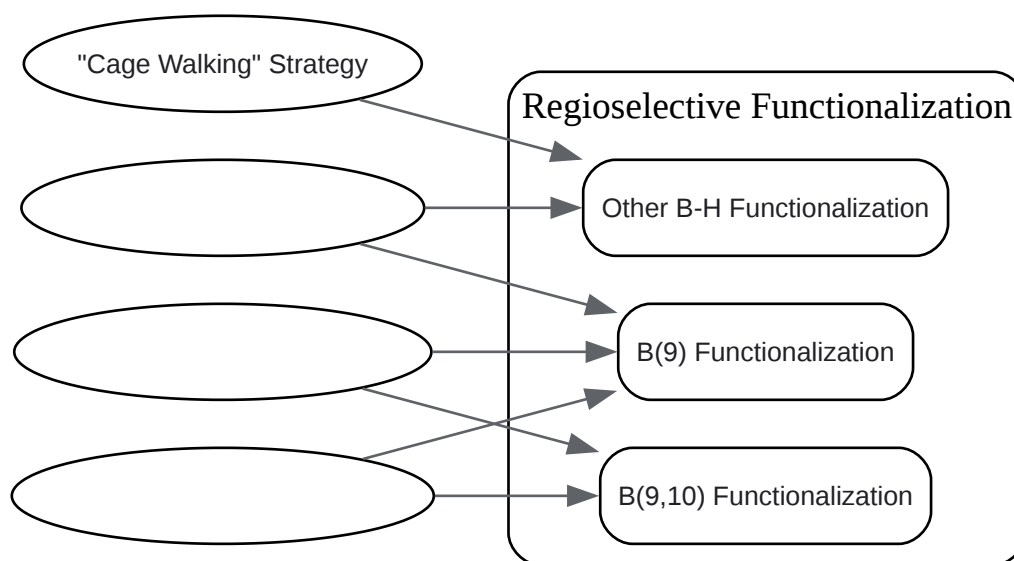 "Cage Walking" Strategy
Regioselective Functionalization
Other B-H Functionalization
B(9) Functionalization
B(9,10) Functionalization